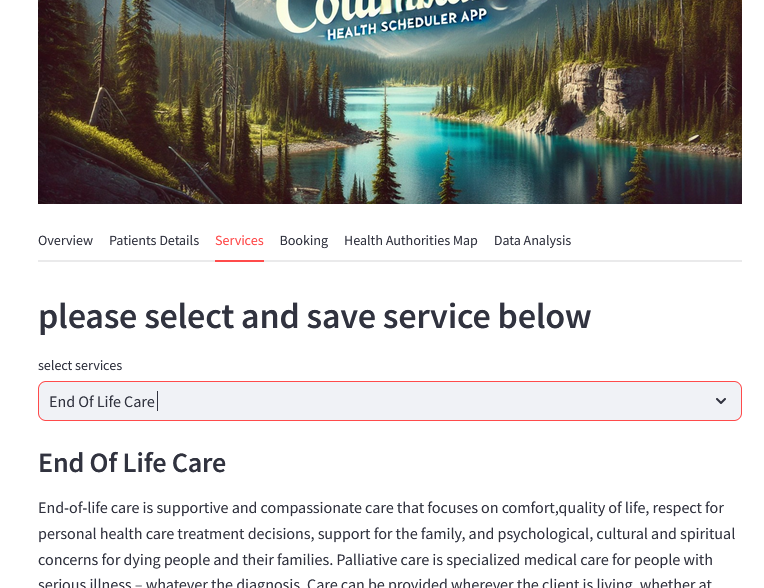 HEALTH SCHEDULER APP
Overview Patients Details Services Booking Health Authorities Map Data Analysis
please select and save service below
select services
End Of Life Care
End Of Life Care
End-of-life care is supportive and compassionate care that focuses on comfort,quality of life, respect for
personal health care treatment decisions, support for the family, and psychological, cultural and spiritual
concerns for dying people and their families. Palliative care is specialized medical care for people with
serious illness – whatever the diagnosis. Care can be provided wherever the client is living, whether at